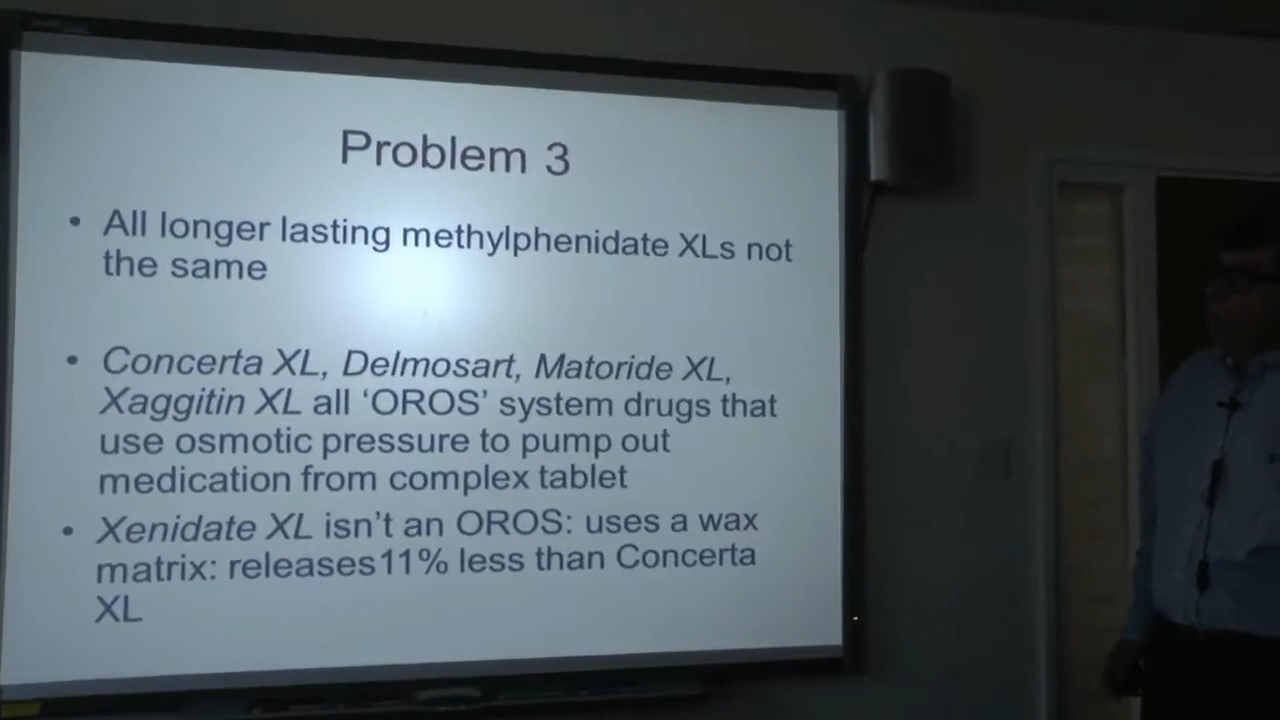 Problem 3
• All longer lasting methylphenidate XLs not
the same
• Concerta XL, Delmosart, Matoride XL,
Xaggitin XL all ‘OROS’ system drugs that
use osmotic pressure to pump out
medication from complex tablet
• Xenidate XL isn’t an OROS: uses a wax
matrix: releases11% less than Concerta
XL